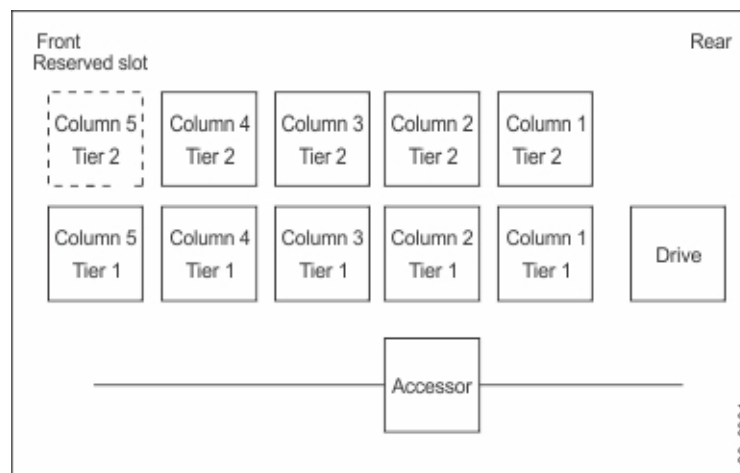 Front
Rear
Reserved slot
Column 5
Tier 2
Column 4
Tier 2
Column 3
Tier 2
Column 2
Tier 2
Column 1
Tier 2
Column 5
Tier 1
Column 4
Tier 1
Column 3
Tier 1
Column 2
Tier 1
Column 1
Tier 1
Drive
Accessor